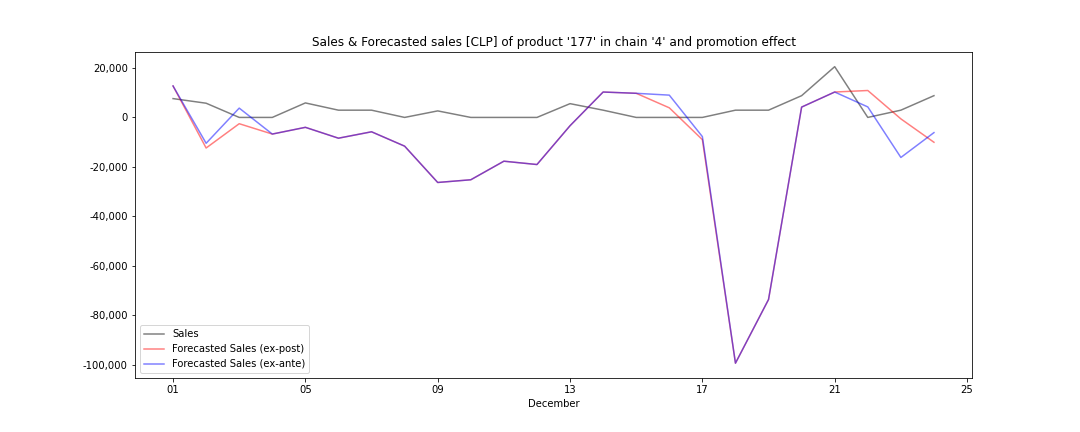 Sales & Forecasted sales [CLP] of product '177' in chain '4' and promotion effect
20,000
0
-20,000
-40,000
-60,000
-80,000
-100,000
Sales
Forecasted Sales (ex-post)
Forecasted Sales (ex-ante)
01 05 09 13 17 21 25
December